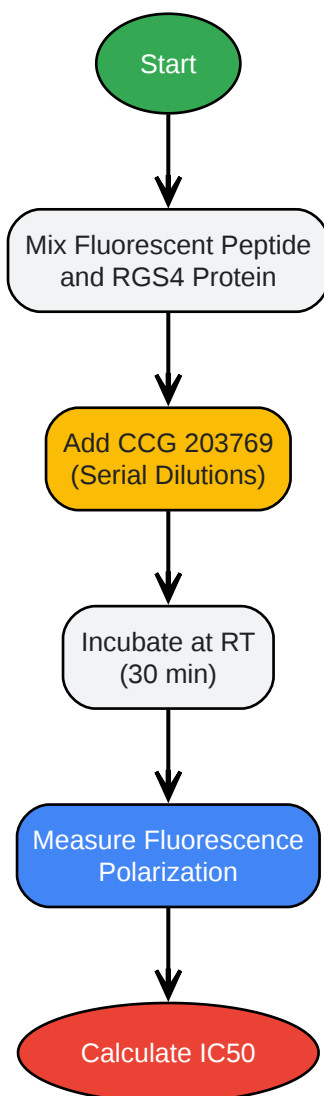 Start
Mix Fluorescent Peptide
and RGS4 Protein
Add CCG 203769
(Serial Dilutions)
Incubate at RT
(30 min)
Measure Fluorescence
Polarization
Calculate IC50